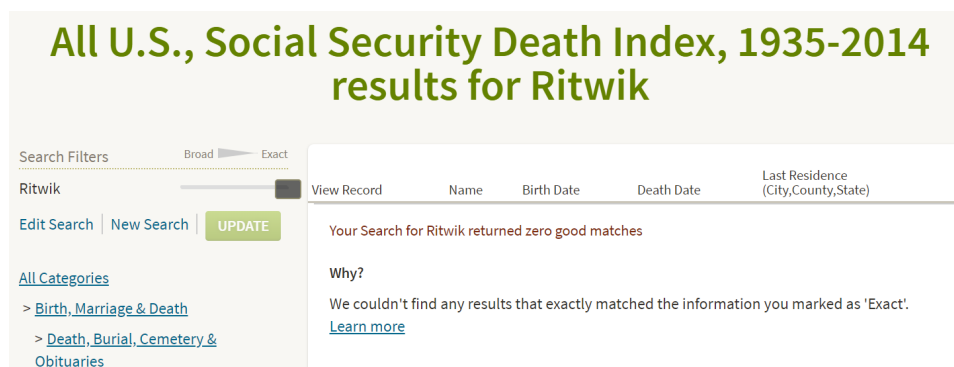 All U.S., Social Security Death Index, 1935-2014
results for Ritwik
Search Filters
Broad Exact
Ritwik
Edit Search New Search UPDATE
All Categories
> Birth, Marriage & Death
> Death, Burial, Cemetery &
Obituaries
View Record Name Birth Date Death Date Last Residence
(City,County,State)
Your Search for Ritwik returned zero good matches
Why?
We couldn't find any results that exactly matched the information you marked as 'Exact'.
Learn more